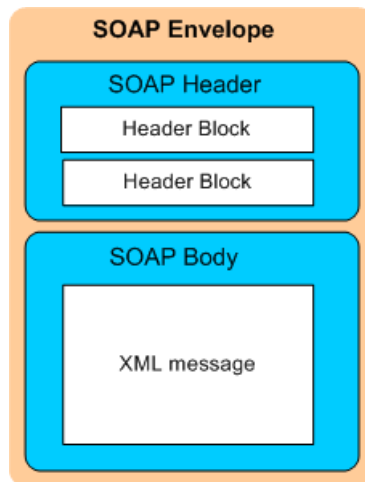 SOAP Envelope
SOAP Header
Header Block
Header Block
SOAP Body
XML message